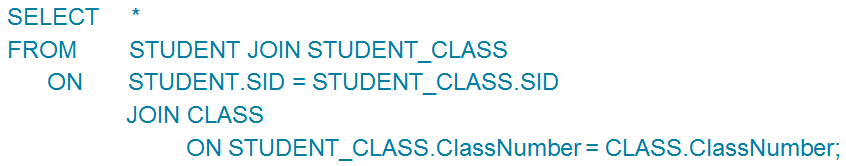 SELECT *
FROM STUDENT JOIN STUDENT_CLASS
ON STUDENT.SID = STUDENT_CLASS.SID
JOIN CLASS
ON STUDENT_CLASS.ClassNumber = CLASS.ClassNumber;